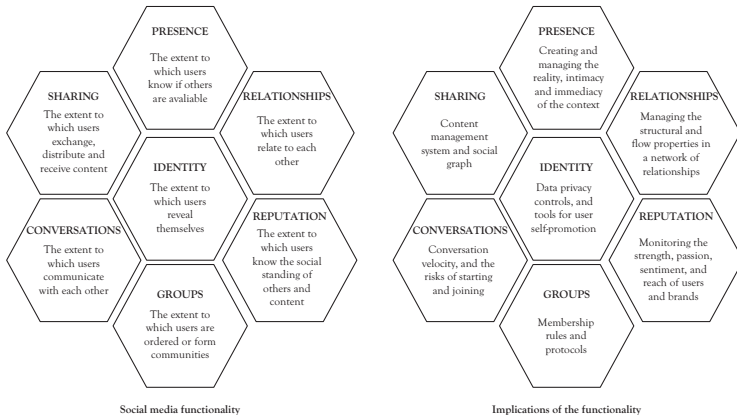 PRESENCE
The extent to
which users
know if others
are avaliable
SHARING
The extent to
which users
exchange,
distribute and
receive content
RELATIONSHIPS
The extent to
which users
relate to each
other
IDENTITY
The extent to
which users
reveal
themselves
CONVERSATIONS
The extent to
which users
communicate
with each other
REPUTATION
The extent to
which users
know the social
standing of
others and
content
GROUPS
The extent to
which users are
ordered or form
communities
Social media functionality
PRESENCE
Creating and
managing the
reality, intimacy
and immediacy
of the context
SHARING
Content
management
system and social
graph
RELATIONSHIPS
Managing the
structural and
flow properties in
a network of
relationships
IDENTITY
Data privacy
controls, and
tools for user
self-promotion
CONVERSATIONS
Conversation
velocity, and the
risks of starting
and joining
REPUTATION
Monitoring the
strength, passion,
sentiment, and
reach of users
and brands
GROUPS
Membership
rules and
protocols
Implications of the functionality